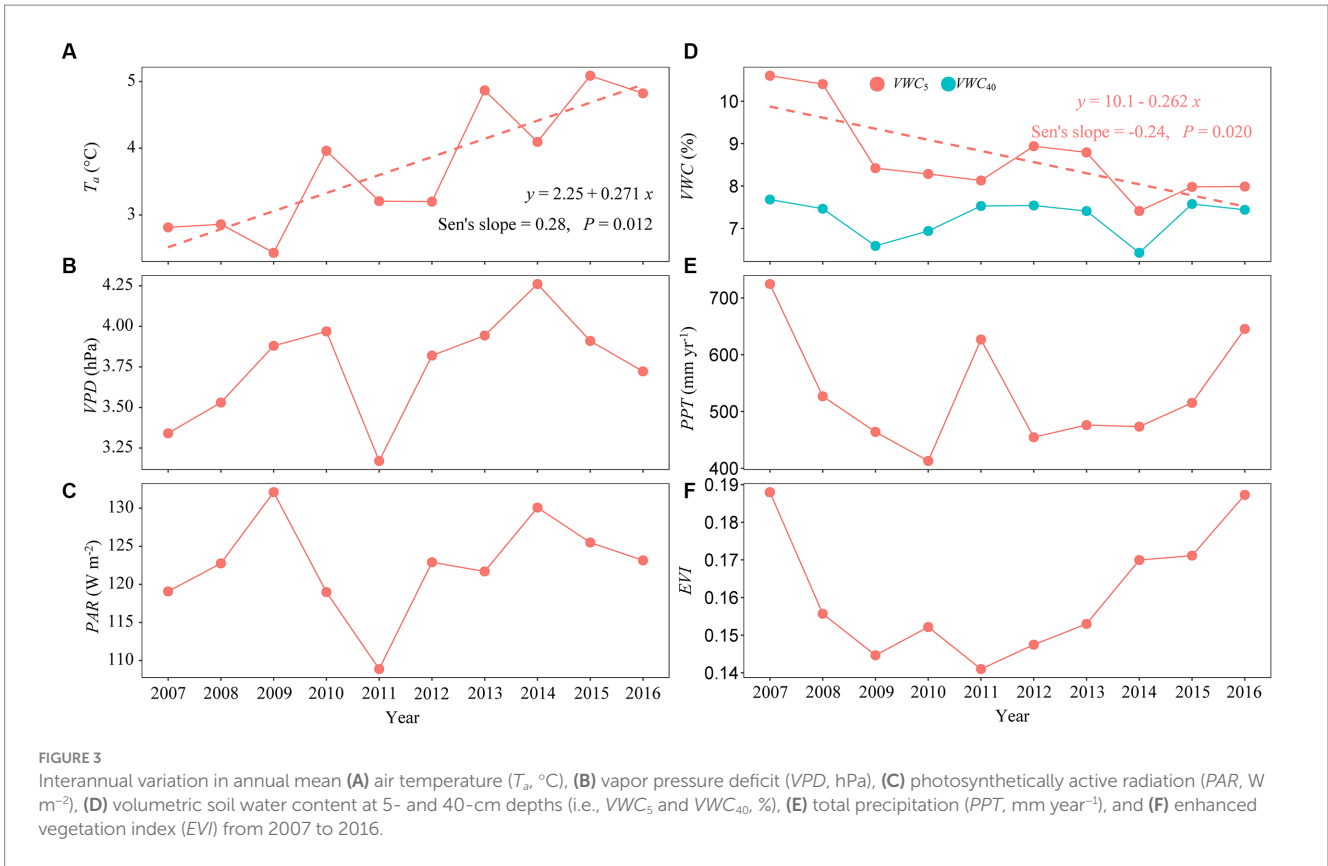 A
5
4
3
Ta (°C)
y = 2.25 + 0.271 x
Sen's slope = 0.28, P = 0.012
B
4.25
4.00
3.75
3.50
3.25
VPD (hPa)
C
130
125
120
115
110
PAR (W m-2)
2007 2008 2009 2010 2011 2012 2013 2014 2015 2016
Year
D
VWC5 VWC40
10
9
8
7
VWC (%)
y = 10.1 - 0.262 x
Sen's slope = -0.24, P = 0.020
E
700
600
500
400
PPT (mm yr-1)
F
0.19
0.18
0.17
0.16
0.15
0.14
EVI
2007 2008 2009 2010 2011 2012 2013 2014 2015 2016
Year
FIGURE 3
Interannual variation in annual mean (A) air temperature (Ta, °C), (B) vapor pressure deficit (VPD, hPa), (C) photosynthetically active radiation (PAR, W
m−2), (D) volumetric soil water content at 5- and 40-cm depths (i.e., VWC5 and VWC40, %), (E) total precipitation (PPT, mm year−1), and (F) enhanced
vegetation index (EVI) from 2007 to 2016.